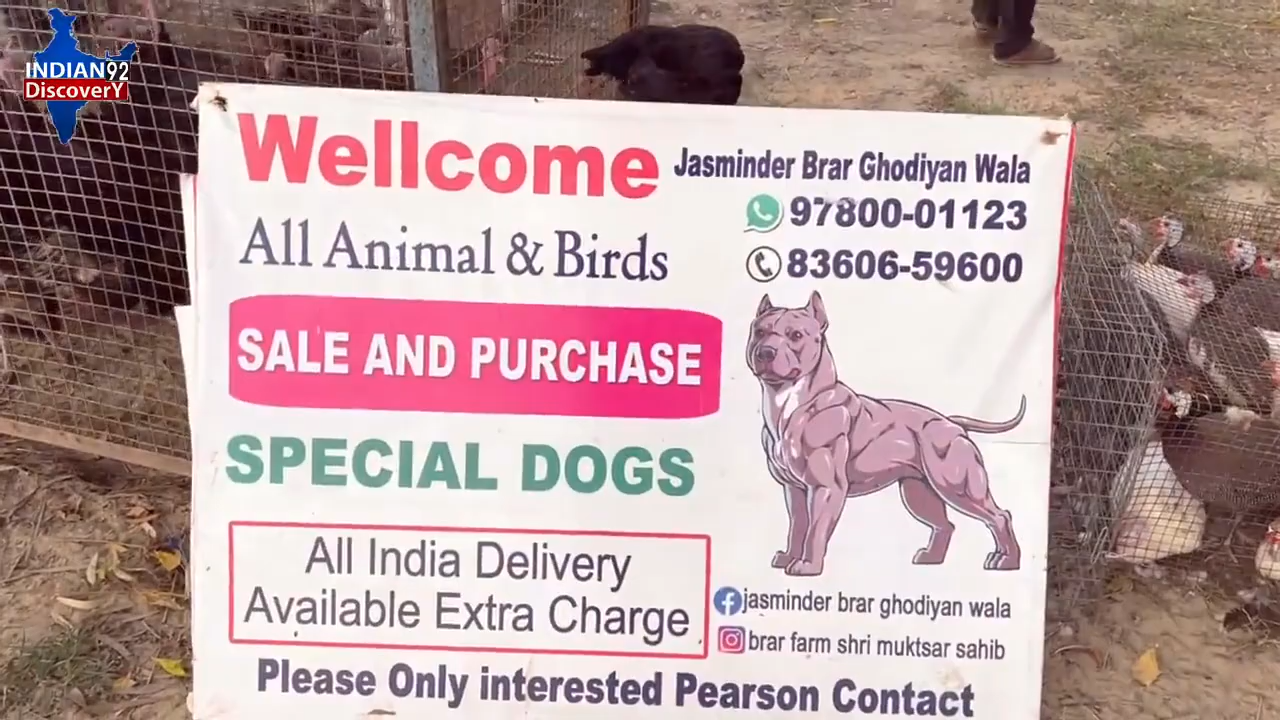 INDIAN92
DiscoverY
Wellcome
All Animal & Birds
SALE AND PURCHASE
SPECIAL DOGS
All India Delivery
Available Extra Charge
Jasminder Brar Ghodiyan Wala
97800-01123
83606-59600
jasminder brar ghodiyan wala
brar farm shri muktsar sahib
Please Only interested Pearson Contact